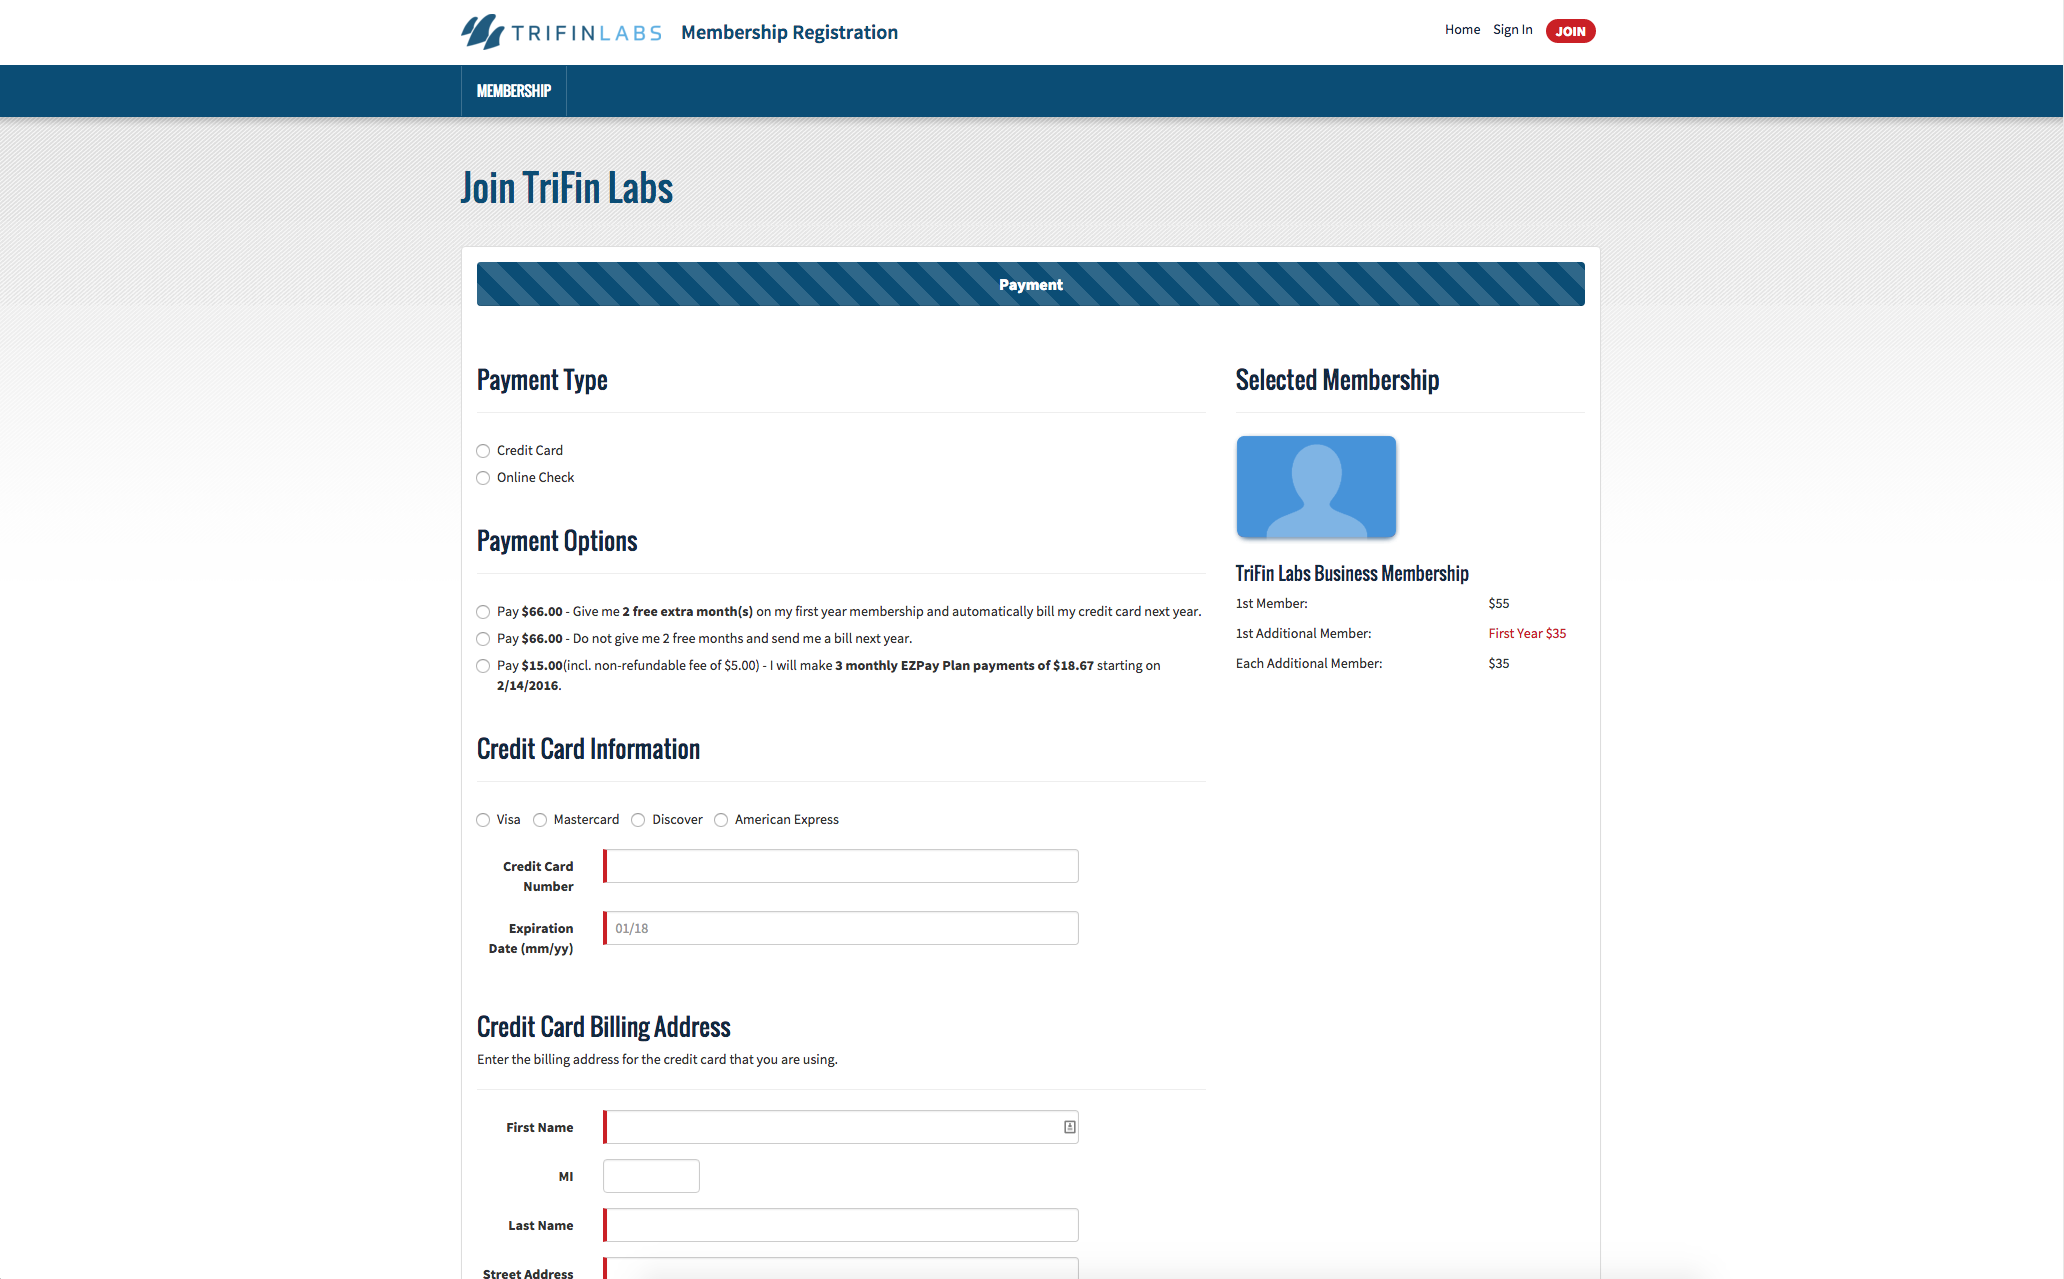 TRIFINLABS Membership Registration
Home Sign In JOIN
MEMBERSHIP
Join TriFin Labs
Payment
Payment Type
Credit Card
Online Check
Payment Options
Pay $66.00 - Give me 2 free extra month(s) on my first year membership and automatically bill my credit card next year.
Pay $66.00 - Do not give me 2 free months and send me a bill next year.
Pay $15.00(incl. non-refundable fee of $5.00) - I will make 3 monthly EZPay Plan payments of $18.67 starting on
2/14/2016.
Credit Card Information
Visa Mastercard Discover American Express
Credit Card
Number
Expiration
Date (mm/yy)
01/18
Credit Card Billing Address
Enter the billing address for the credit card that you are using.
First Name
MI
Last Name
Street Address
Selected Membership
TriFin Labs Business Membership
1st Member: $55
1st Additional Member: First Year $35
Each Additional Member: $35